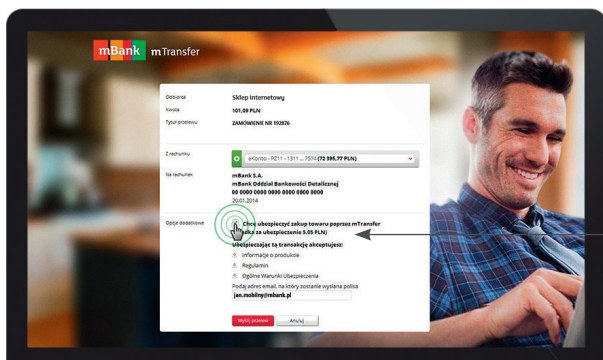 mBank mTransfer
Odbiorca Sklep Internetowy
Kwota 101,09 PLN
Tytuł przelewu ZAMÓWIENIE NR 192876
Z rachunku eKonto - PZ11 - 1311 ... 7374 (72 395,77 PLN)
Na rachunek mBank S.A.
mBank Oddział Bankowości Detalicznej
00 0000 0000 0000 0000 0000 0000
20.01.2014
Opcje dodatkowe Chcę ubezpieczyć zakup towaru poprzez mTransfer
za ubezpieczenie 5,05 PLN)
Ubezpieczając tą transakcję akceptujesz:
Informacje o produkcie
Regulamin
Ogólne Warunki Ubezpieczenia
Podaj adres email, na który zostanie wysłana polisa
jan.mobilny@mbank.pl
Wyślij przelew Anuluj